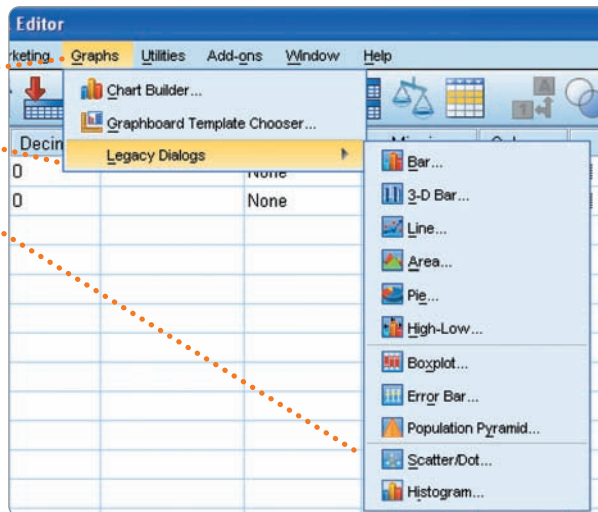 Editor
rketing Graphs Utilities Add-ons Window Help
Chart Builder...
Graphboard Template Chooser...
Legacy Dialogs
Decin
0
None
0
None
Bar...
3-D Bar...
Line...
Area...
Pie...
High-Low...
Boxplot...
Error Bar...
Population Pyramid...
Scatter/Dot...
Histogram...